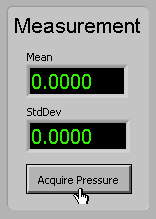 Measurement
Mean
0.0000
StdDev
0.0000
Acquire Pressure